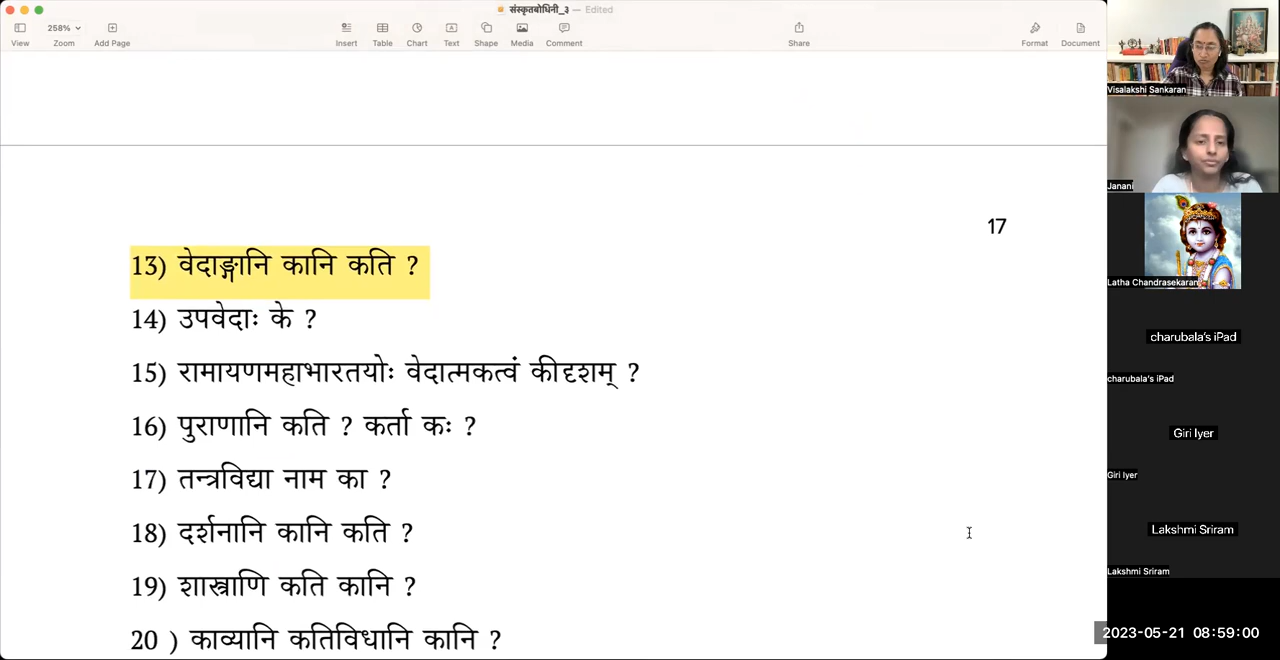 संस्कृतबोधिनी_३ — Edited
258%
View
Zoom
Add Page
Insert
Table
Chart
Text
Shape
Media
Comment
Share
Format
Document
17
13) वेदाङ्गानि कानि कति ?
14) उपवेदाः के ?
15) रामायणमहाभारतयोः वेदात्मकत्वं कीदृशम् ?
16) पुराणानि कति ? कर्ता कः ?
17) तन्त्रविद्या नाम का ?
18) दर्शनानि कानि कति ?
19) शास्त्राणि कति कानि ?
20 ) काव्यानि कतिविधानि कानि ?
Visalakshi Sankaran
Janani
Latha Chandrasekaran
charubala's iPad
charubala's iPad
Giri Iyer
Giri Iyer
Lakshmi Sriram
Lakshmi Sriram
2023-05-21 08:59:00